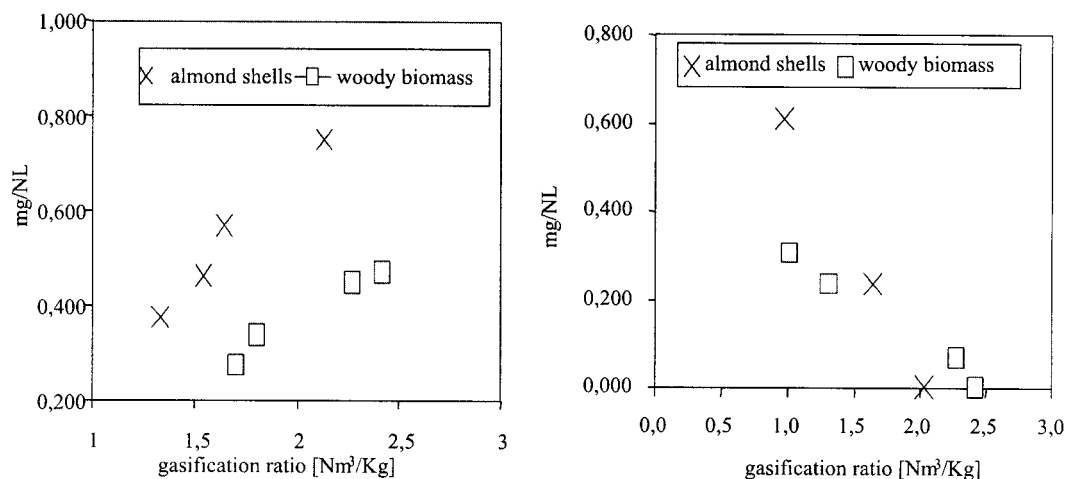 1,000
0,800
0,600
0,400
0,200
mg/NL
almond shells
woody biomass
1
1,5
2
2,5
3
gasification ratio [Nm³/Kg]
0,800
0,600
0,400
0,200
0,000
mg/NL
almond shells
woody biomass
0,0
0,5
1,0
1,5
2,0
2,5
3,0
gasification ratio [Nm³/Kg]